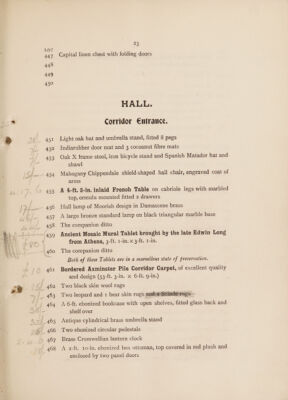 23
447 Capital linen chest with folding doors
448
449
450
HALL.
Corridor Entrance.
451 Light oak hat and umbrella stand, fitted 8 pegs
452 Indiarubber door mat and 3 cocoanut fibre mats
453 Oak X frame stool, iron bicycle stand and Spanish Matador hat and
shawl
454 Mahogany Chippendale shield-shaped hall chair, engraved coat of
arms
455 A 4-ft. 2-in. inlaid French Table on cabriole legs with marbled
top, ormolu mounted fitted 2 drawers
456 Hall lamp of Moorish design in Damascene brass
457 A large bronze standard lamp on black triangular marble base
458 The companion ditto
459 Ancient Mosaic Mural Tablet brought by the late Edwin Long
from Athens, 3-ft. 1-in. x 3-ft. 1-in.
460 The companion ditto
Both of these Tablets are in a marvellous state of preservation.
461 Bordered Axminster Pile Corridor Carpet, of excellent quality
and design (53-ft. 3-in. x 6-ft. 9-in.)
462 Two black skin wool rugs
463 Two leopard and 1 bear skin rugs
464 A 6-ft. ebonized bookcase with open shelves, fitted glass back and
shelf over
465 Antique cylindrical brass umbrella stand
466 Two ebonized circular pedestals
467 Brass Cromwellian lantern clock
468 A 2-ft. 10-in. ebonized box ottoman, top covered in red plush and
enclosed by two panel doors